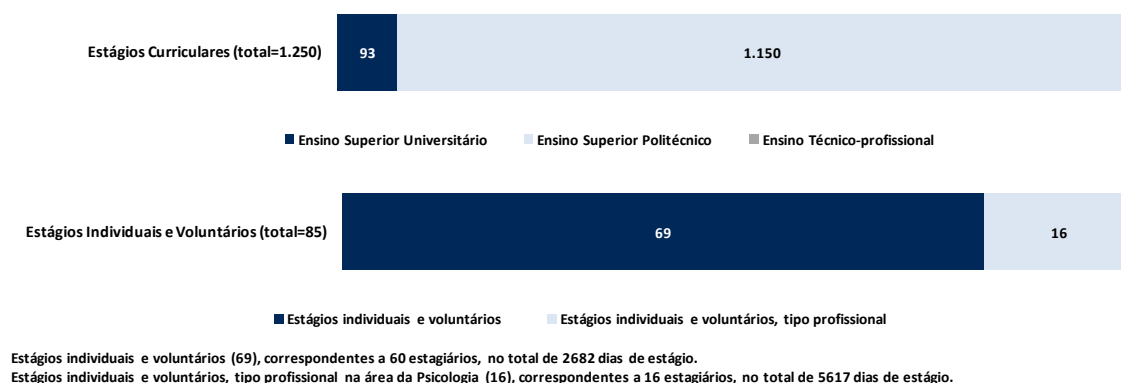 Estágios Curriculares (total=1.250) 93 1.150
Ensino Superior Universitário Ensino Superior Politécnico Ensino Técnico-profissional
Estágios Individuais e Voluntários (total=85) 69 16
Estágios individuais e voluntários Estágios individuais e voluntários, tipo profissional
Estágios individuais e voluntários (69), correspondentes a 60 estagiários, no total de 2682 dias de estágio.
Estágios individuais e voluntários, tipo profissional na área da Psicologia (16), correspondentes a 16 estagiários, no total de 5617 dias de estágio.